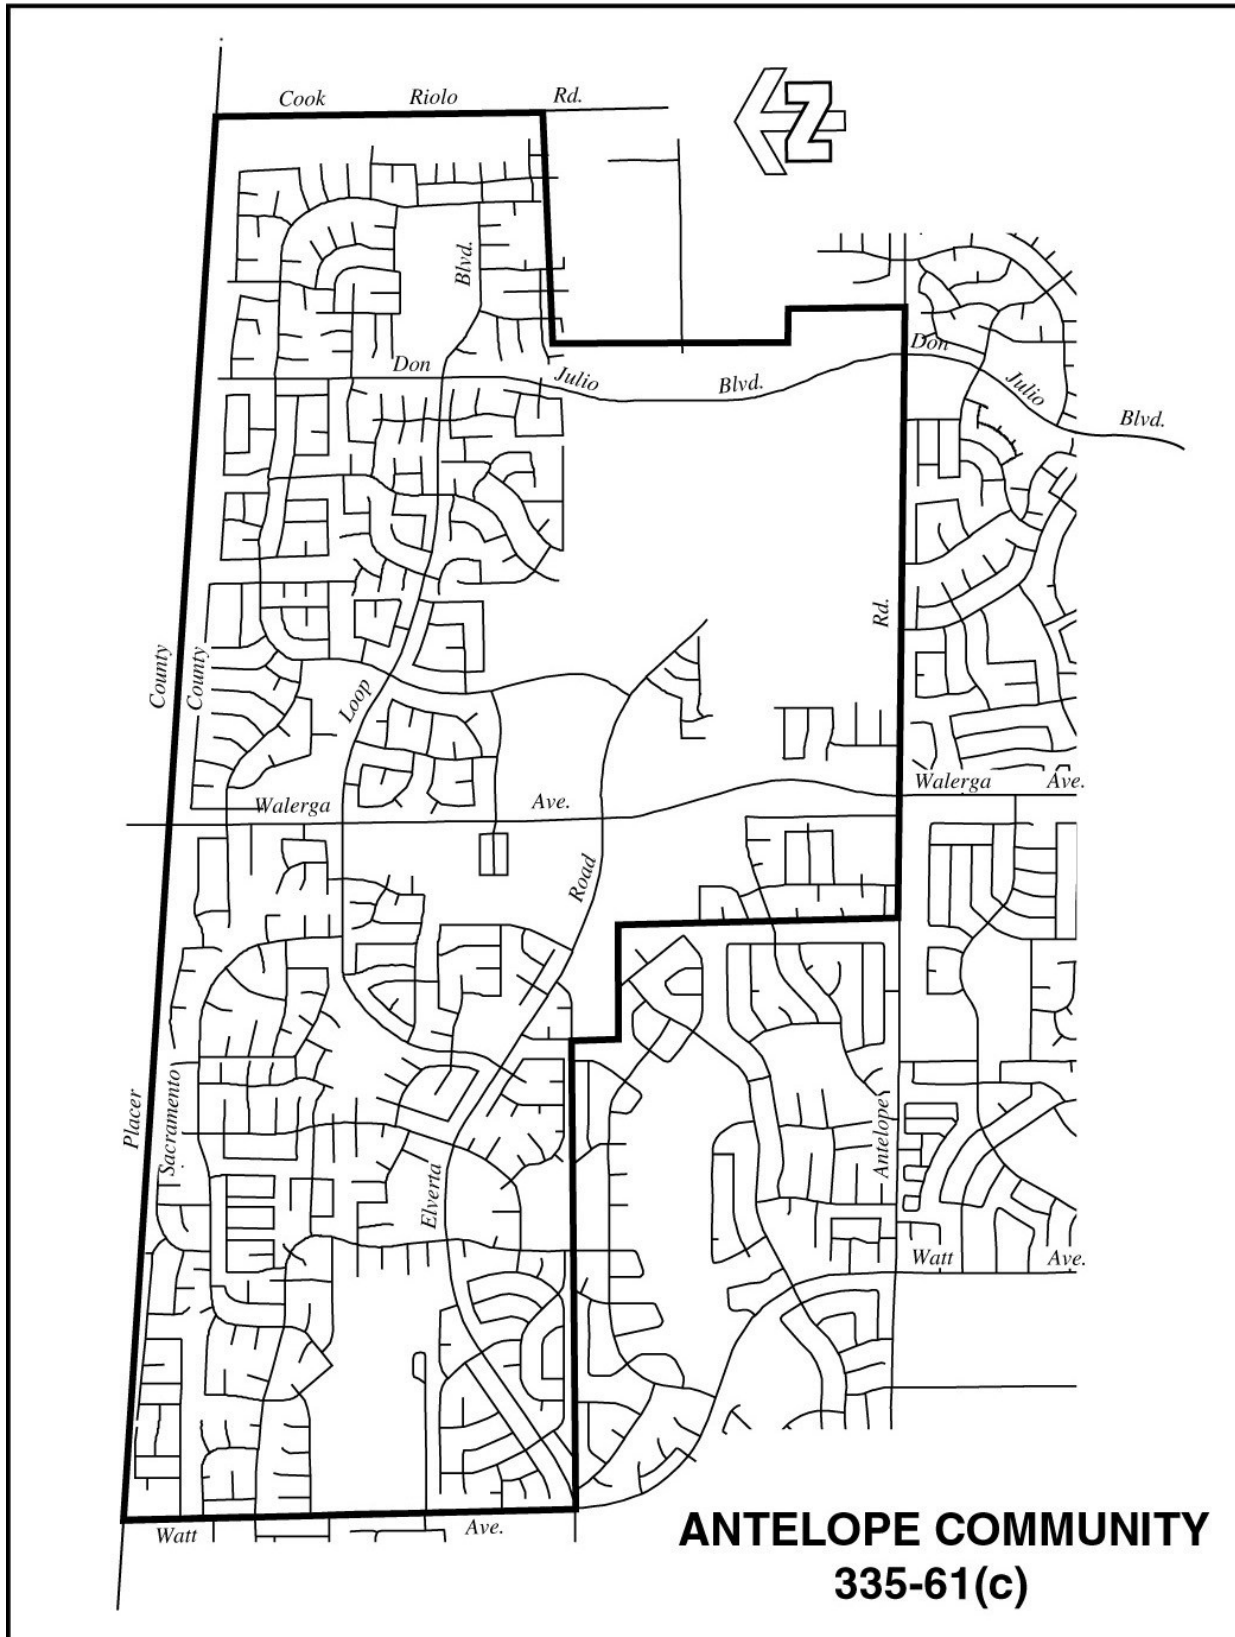 Cook Riolo Rd.
Z
Blvd.
Don Julio Blvd.
Don Julio Blvd.
Rd.
County
County
Loop
Walerga Ave.
Walerga Ave.
Road
Placer
Sacramento
Antelope
Elverta
Watt Ave.
Watt Ave.
ANTELOPE COMMUNITY
335-61(c)